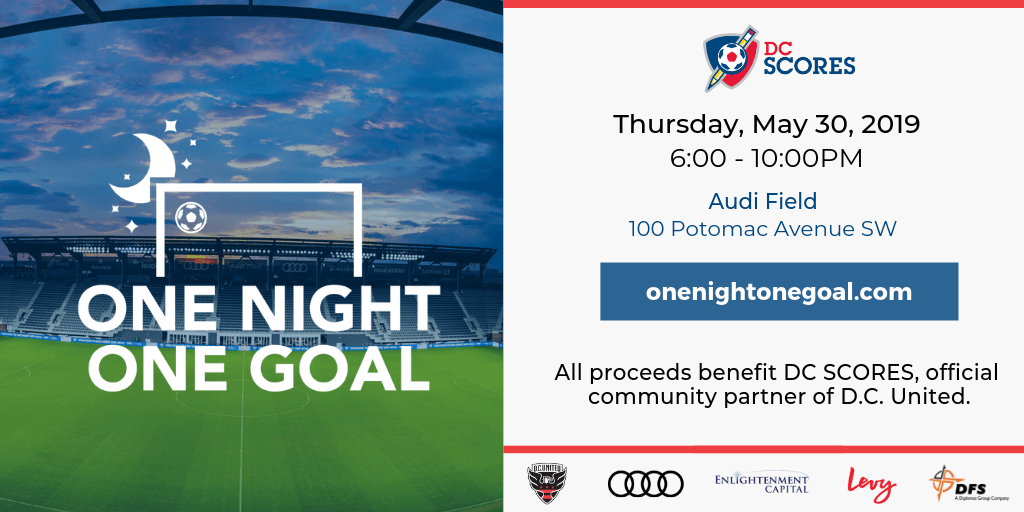 ONE NIGHT
ONE GOAL
DC
SCORES
Thursday, May 30, 2019
6:00 - 10:00PM
Audi Field
100 Potomac Avenue SW
onenightonegoal.com
All proceeds benefit DC SCORES, official
community partner of D.C. United.
D.C.UNITED
ENLIGHTENMENT
CAPITAL
Levy
DFS
A Diplomat Group Company